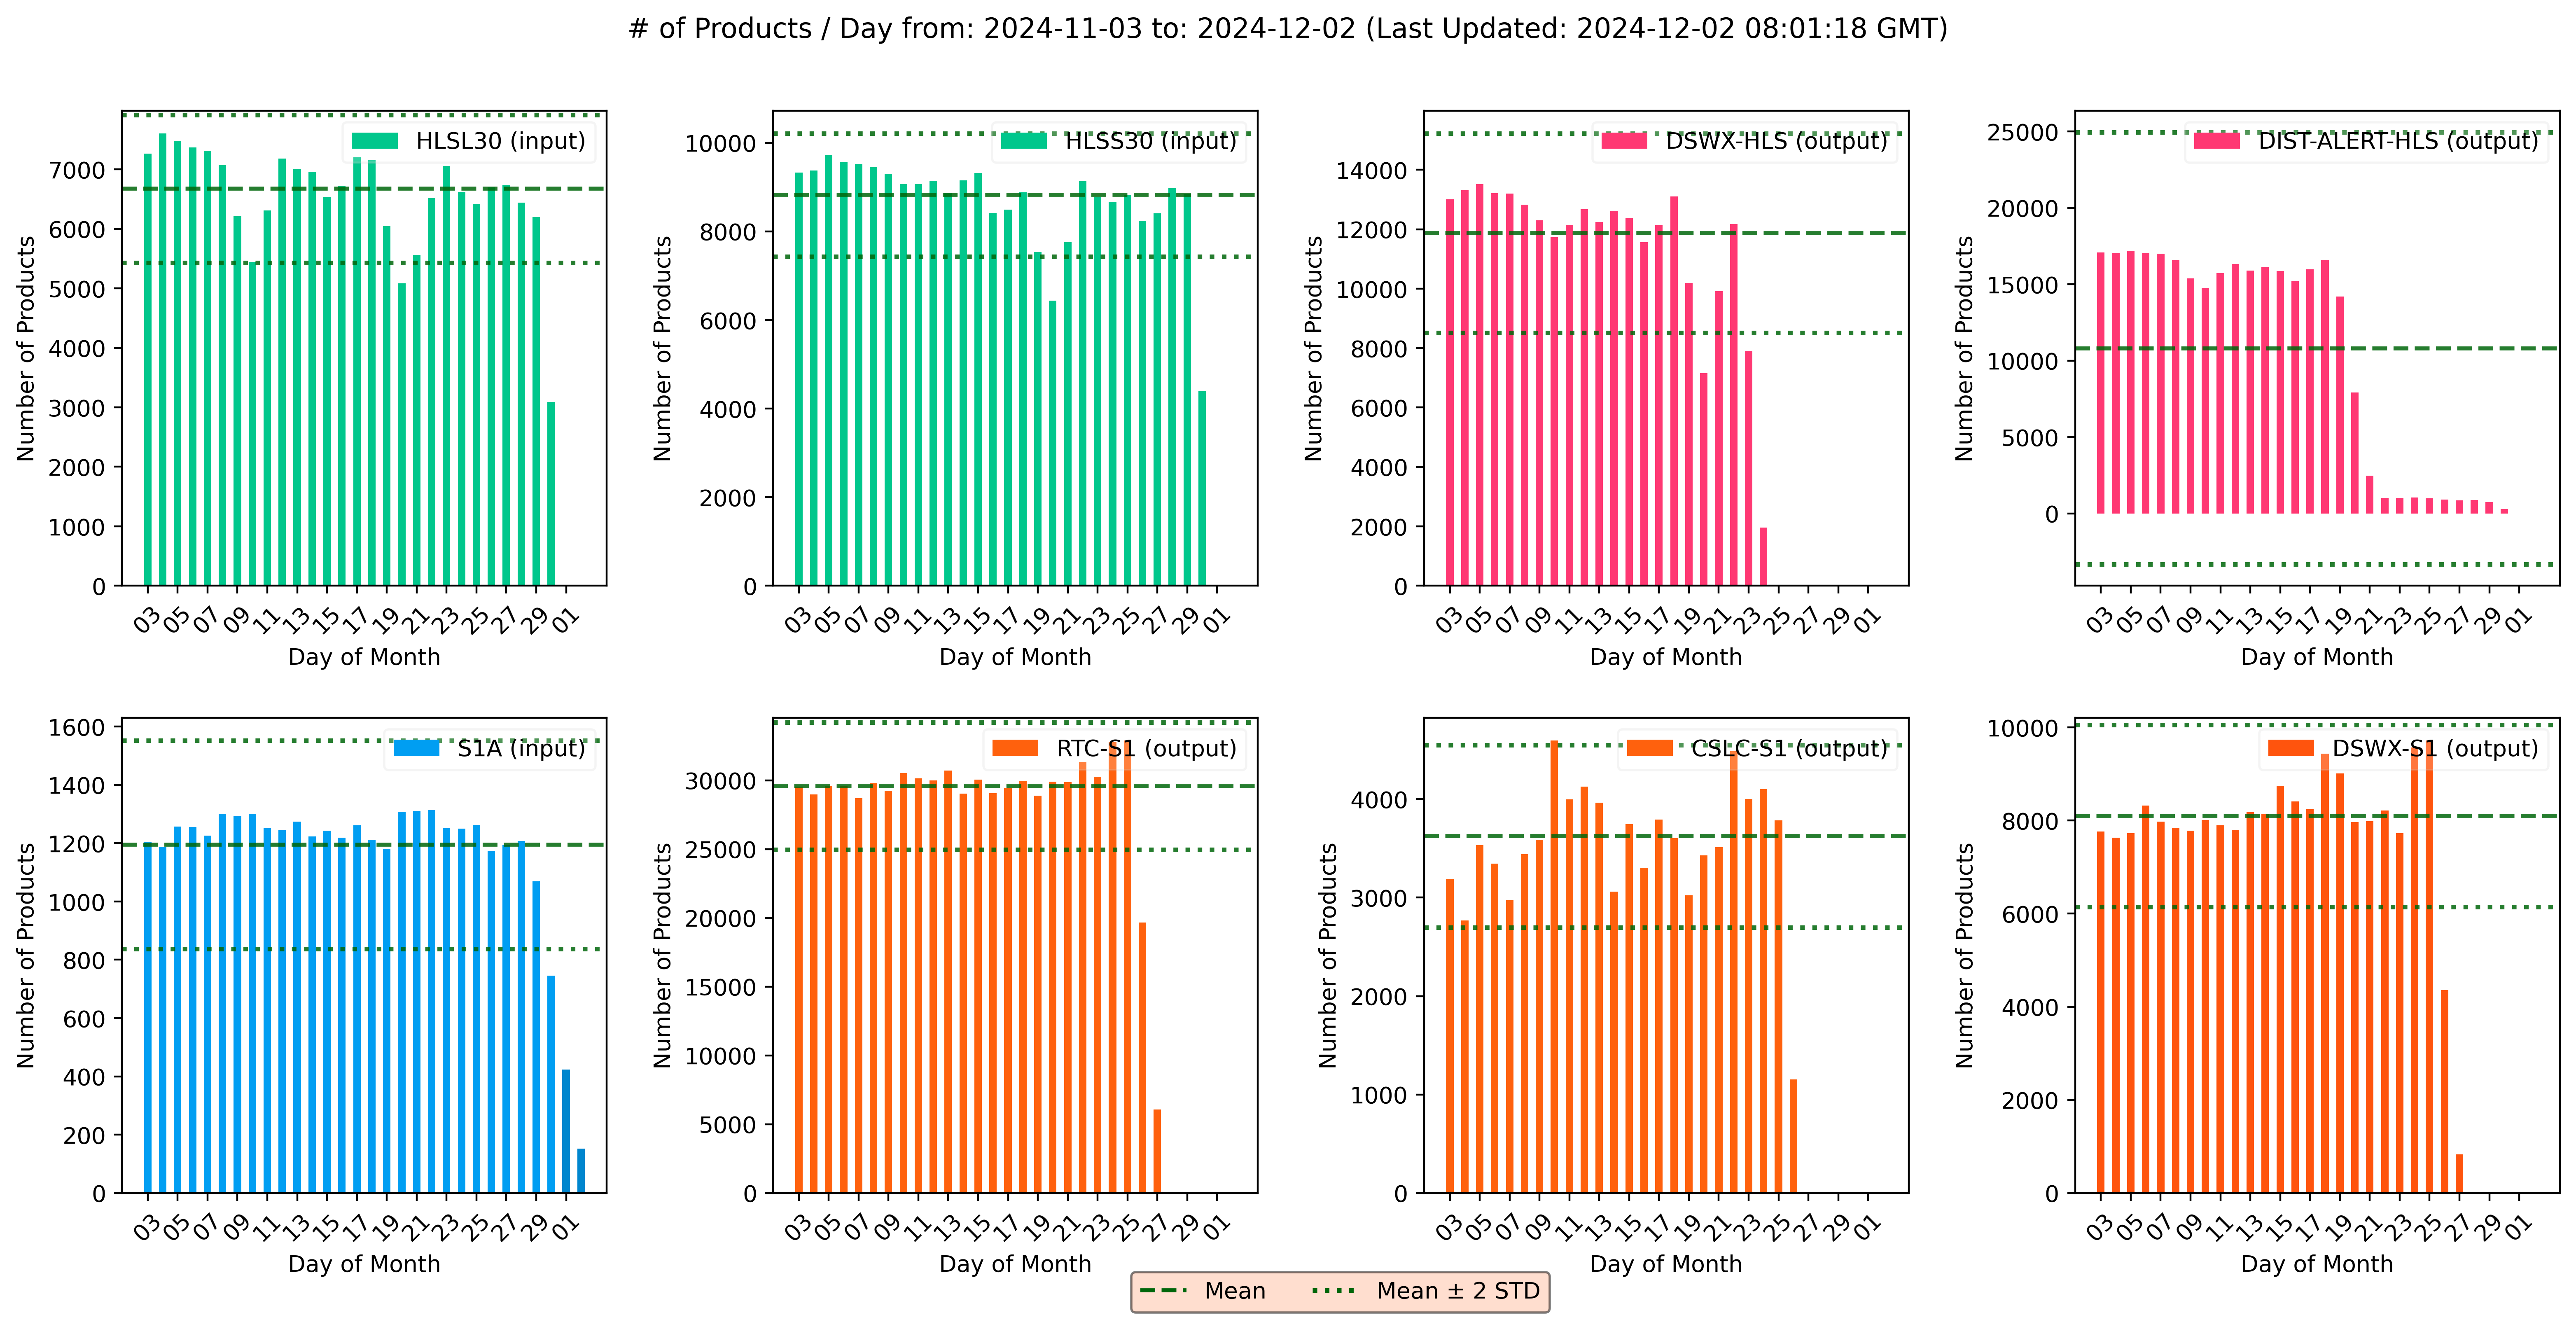 # of Products / Day from: 2024-11-03 to: 2024-12-02 (Last Updated: 2024-12-02 08:01:18 GMT)
HLSL30 (input)
Number of Products
7000
6000
5000
4000
3000
2000
1000
0
03 05 07 09 11 13 15 17 19 21 23 25 27 29 01
Day of Month
HLSS30 (input)
Number of Products
10000
8000
6000
4000
2000
0
03 05 07 09 11 13 15 17 19 21 23 25 27 29 01
Day of Month
DSWX-HLS (output)
Number of Products
14000
12000
10000
8000
6000
4000
2000
0
03 05 07 09 11 13 15 17 19 21 23 25 27 29 01
Day of Month
DIST-ALERT-HLS (output)
Number of Products
25000
20000
15000
10000
5000
0
03 05 07 09 11 13 15 17 19 21 23 25 27 29 01
Day of Month
S1A (input)
Number of Products
1600
1400
1200
1000
800
600
400
200
0
03 05 07 09 11 13 15 17 19 21 23 25 27 29 01
Day of Month
RTC-S1 (output)
Number of Products
30000
25000
20000
15000
10000
5000
0
03 05 07 09 11 13 15 17 19 21 23 25 27 29 01
Day of Month
CSLC-S1 (output)
Number of Products
4000
3000
2000
1000
0
03 05 07 09 11 13 15 17 19 21 23 25 27 29 01
Day of Month
DSWX-S1 (output)
Number of Products
10000
8000
6000
4000
2000
0
03 05 07 09 11 13 15 17 19 21 23 25 27 29 01
Day of Month
Mean
Mean ± 2 STD